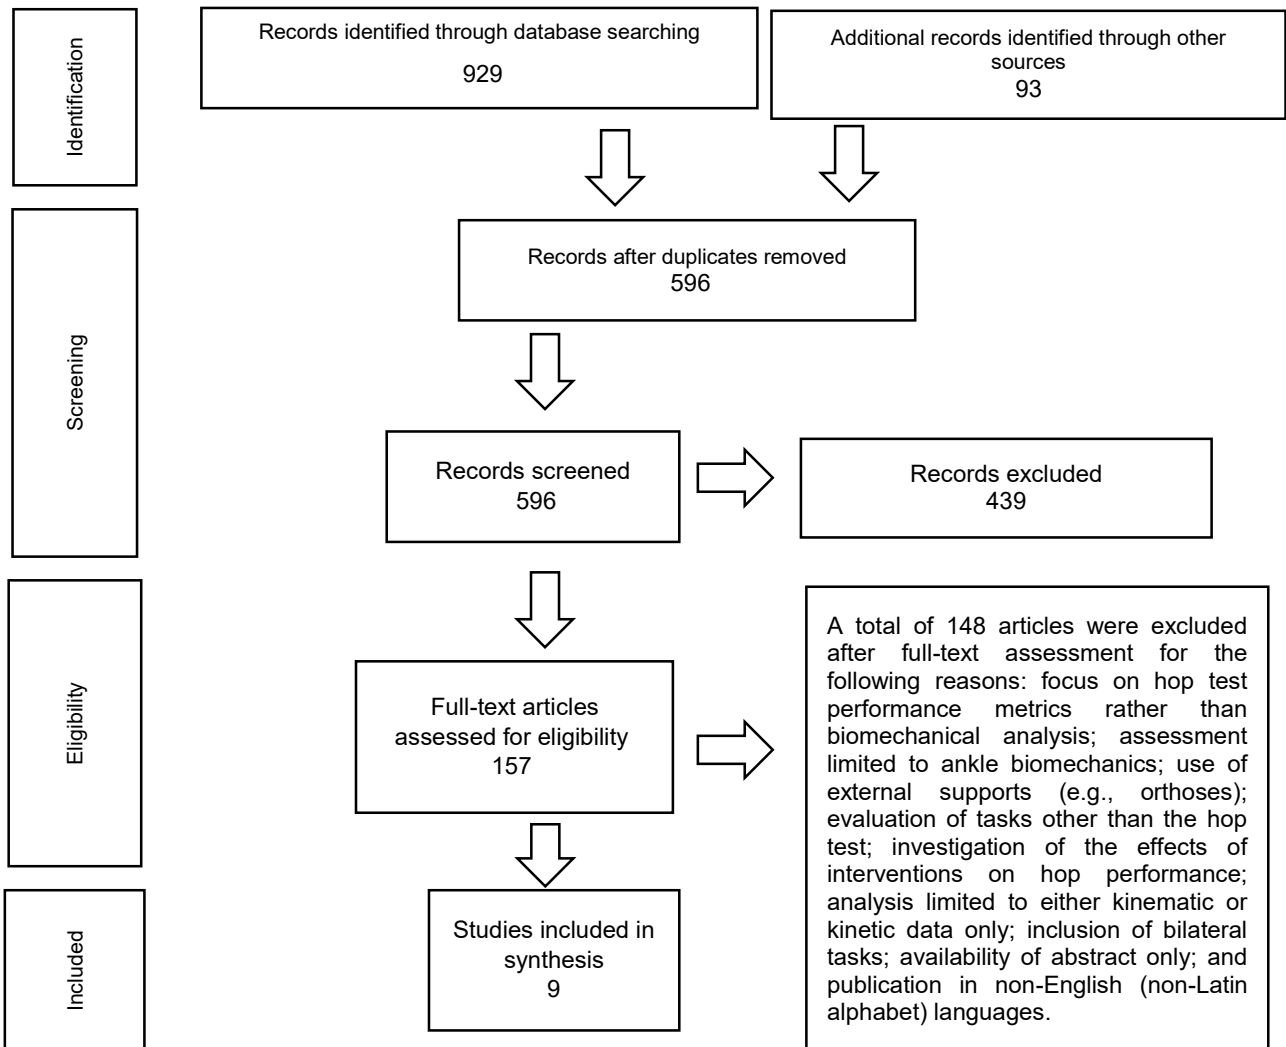 Identification
Records identified through database searching
929
Additional records identified through other
sources
93
Screening
Records after duplicates removed
596
Records screened
596
Records excluded
439
Eligibility
Full-text articles
assessed for eligibility
157
A total of 148 articles were excluded
after full-text assessment for the
following reasons: focus on hop test
performance metrics rather than
biomechanical analysis; assessment
limited to ankle biomechanics; use of
external supports (e.g., orthoses);
evaluation of tasks other than the hop
test; investigation of the effects of
interventions on hop performance;
analysis limited to either kinematic or
kinetic data only; inclusion of bilateral
tasks; availability of abstract only; and
publication in non-English (non-Latin
alphabet) languages.
Included
Studies included in
synthesis
9